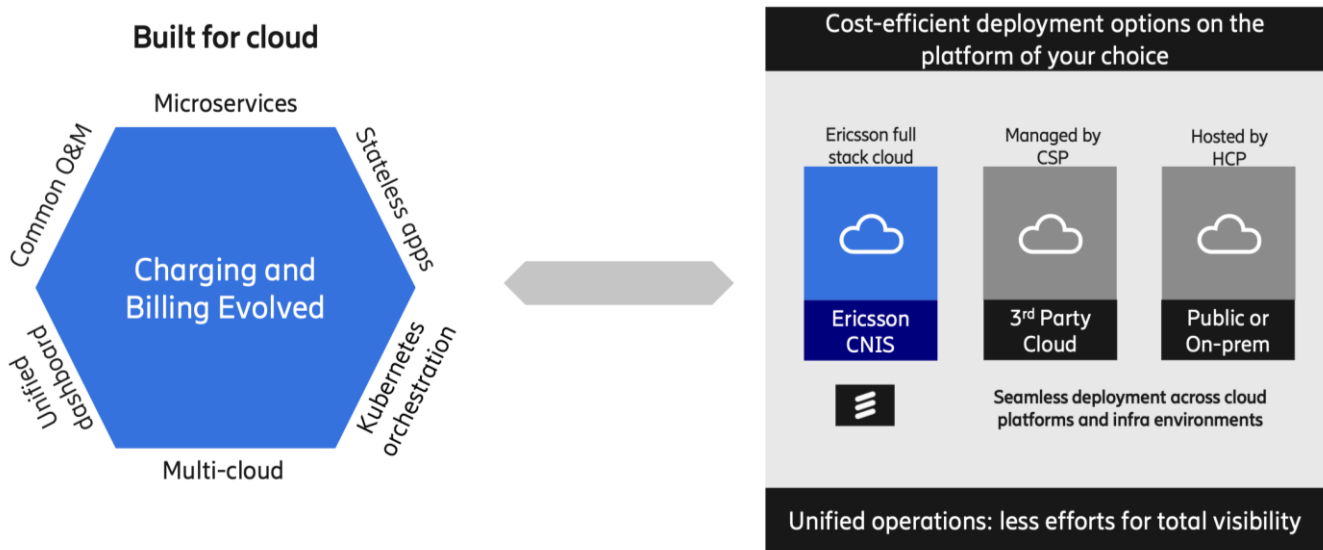 Built for cloud
Microservices
Common O&M
Stateless apps
Charging and
Billing Evolved
Unified
dashboard
Kubernetes
orchestration
Multi-cloud
Cost-efficient deployment options on the
platform of your choice
Ericsson full
stack cloud
Ericsson
CNIS
Managed by
CSP
3rd Party
Cloud
Hosted by
HCP
Public or
On-prem
Seamless deployment across cloud
platforms and infra environments
Unified operations: less efforts for total visibility